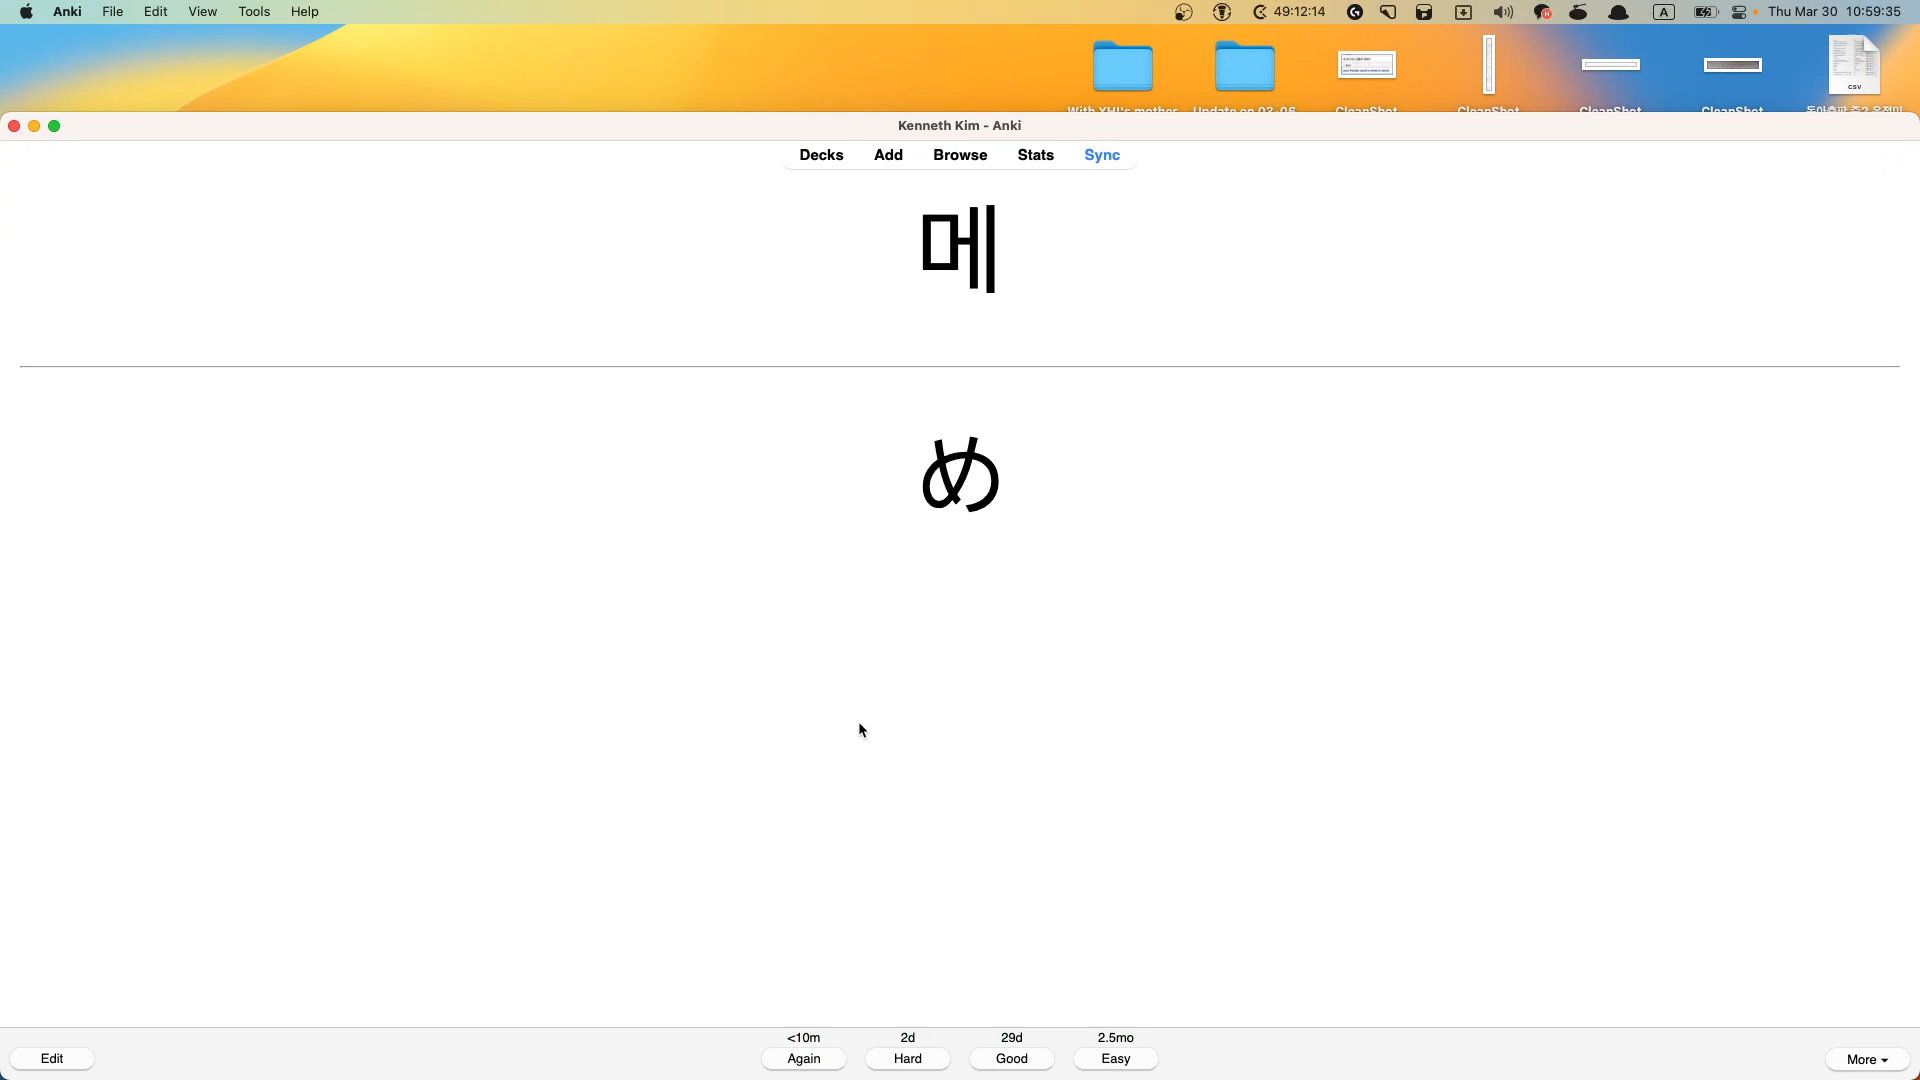 Anki File Edit View Tools Help 49:12:14 A Thu Mar 30 10:59:35
CSV
Kenneth Kim - Anki
Decks Add Browse Stats Sync
메
め
<10m 2d 29d 2.5mo
Edit Again Hard Good Easy More